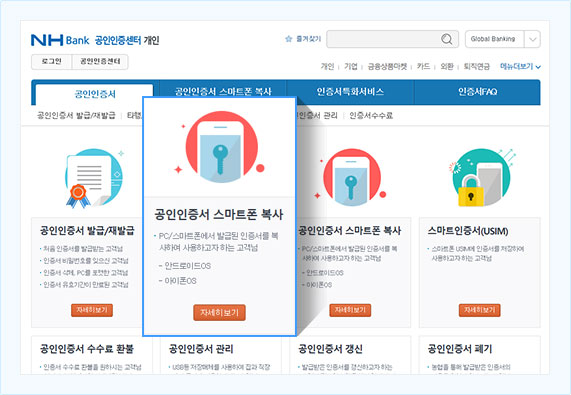 NH Bank 공인인증센터 개인
즐겨찾기
Global Banking
로그인
공인인증센터
개인 | 기업 | 금융상품마켓 | 카드 | 외환 | 퇴직연금
메뉴더보기
공인인증서
공인인증서 스마트폰 복사
인증서특화서비스
인증서FAQ
공인인증서 발급/재발급 | 타행
관리 | 인증서수수료
공인인증서 발급/재발급
처음 인증서를 발급받는 고객님
인증서 비밀번호를 잊으신 고객님
인증서 삭제, PC를 포맷한 고객님
인증서 유효기간이 만료된 고객님
자세히보기
공인인증서 스마트폰 복사
PC/스마트폰에서 발급된 인증서를 복
사하여 사용하고자 하는 고객님
- 안드로이드OS
- 아이폰OS
자세히보기
공인인증서 스마트폰 복사
PC/스마트폰에서 발급된 인증서를 복
사하여 사용하고자 하는 고객님
- 안드로이드OS
- 아이폰OS
자세히보기
스마트인증서(USIM)
스마트폰 USIM에 인증서를 저장하여
사용하고자 하는 고객님
자세히보기
공인인증서 수수료 환불
인증서 수수료 환불을 원하시는 고객님
공인인증서 관리
USB등 저장매체를 사용하여 집과 직장
공인인증서 갱신
발급받은 인증서를 갱신하고자 하는
공인인증서 폐기
농협을 통해 발급받은 인증서의